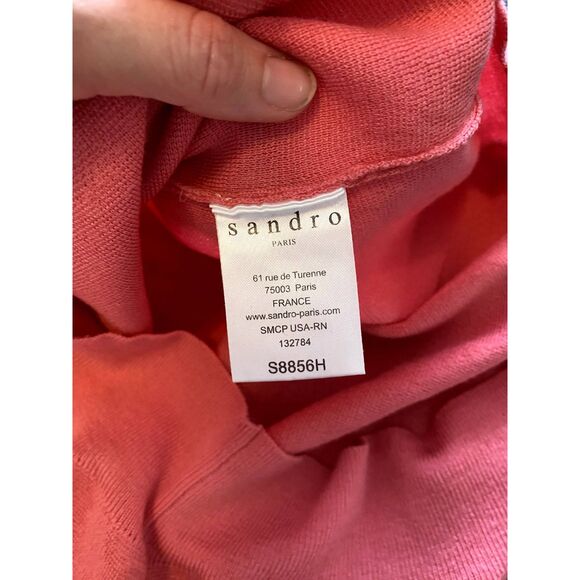 sandro
PARIS
61 rue de Turenne
75003 Paris
FRANCE
www.sandro-paris.com
SMCP USA-RN
132784
S8856H